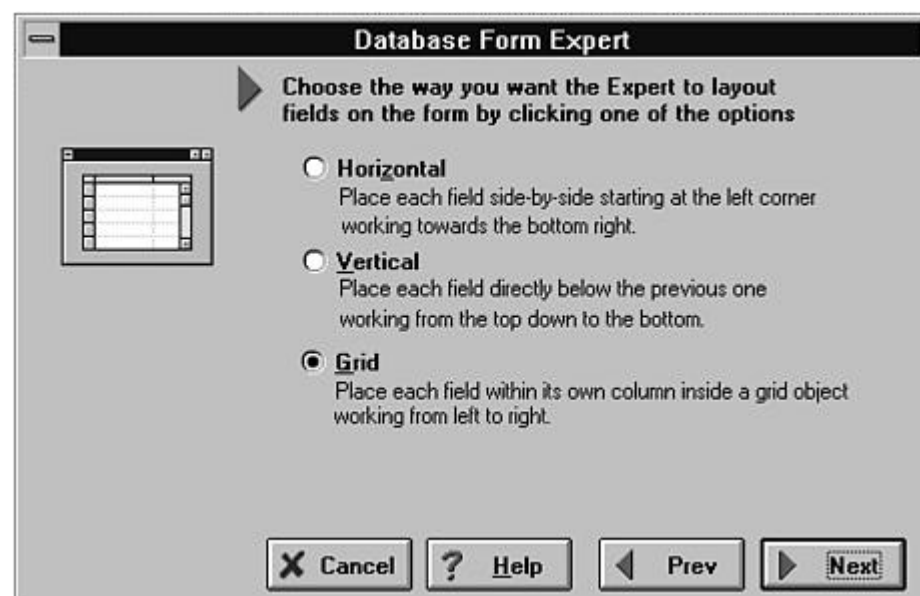 Database Form Expert
Choose the way you want the Expert to layout
fields on the form by clicking one of the options
Horizontal
Place each field side-by-side starting at the left corner
working towards the bottom right.
Vertical
Place each field directly below the previous one
working from the top down to the bottom.
Grid
Place each field within its own column inside a grid object
working from left to right.
Cancel ? Help Prev Next